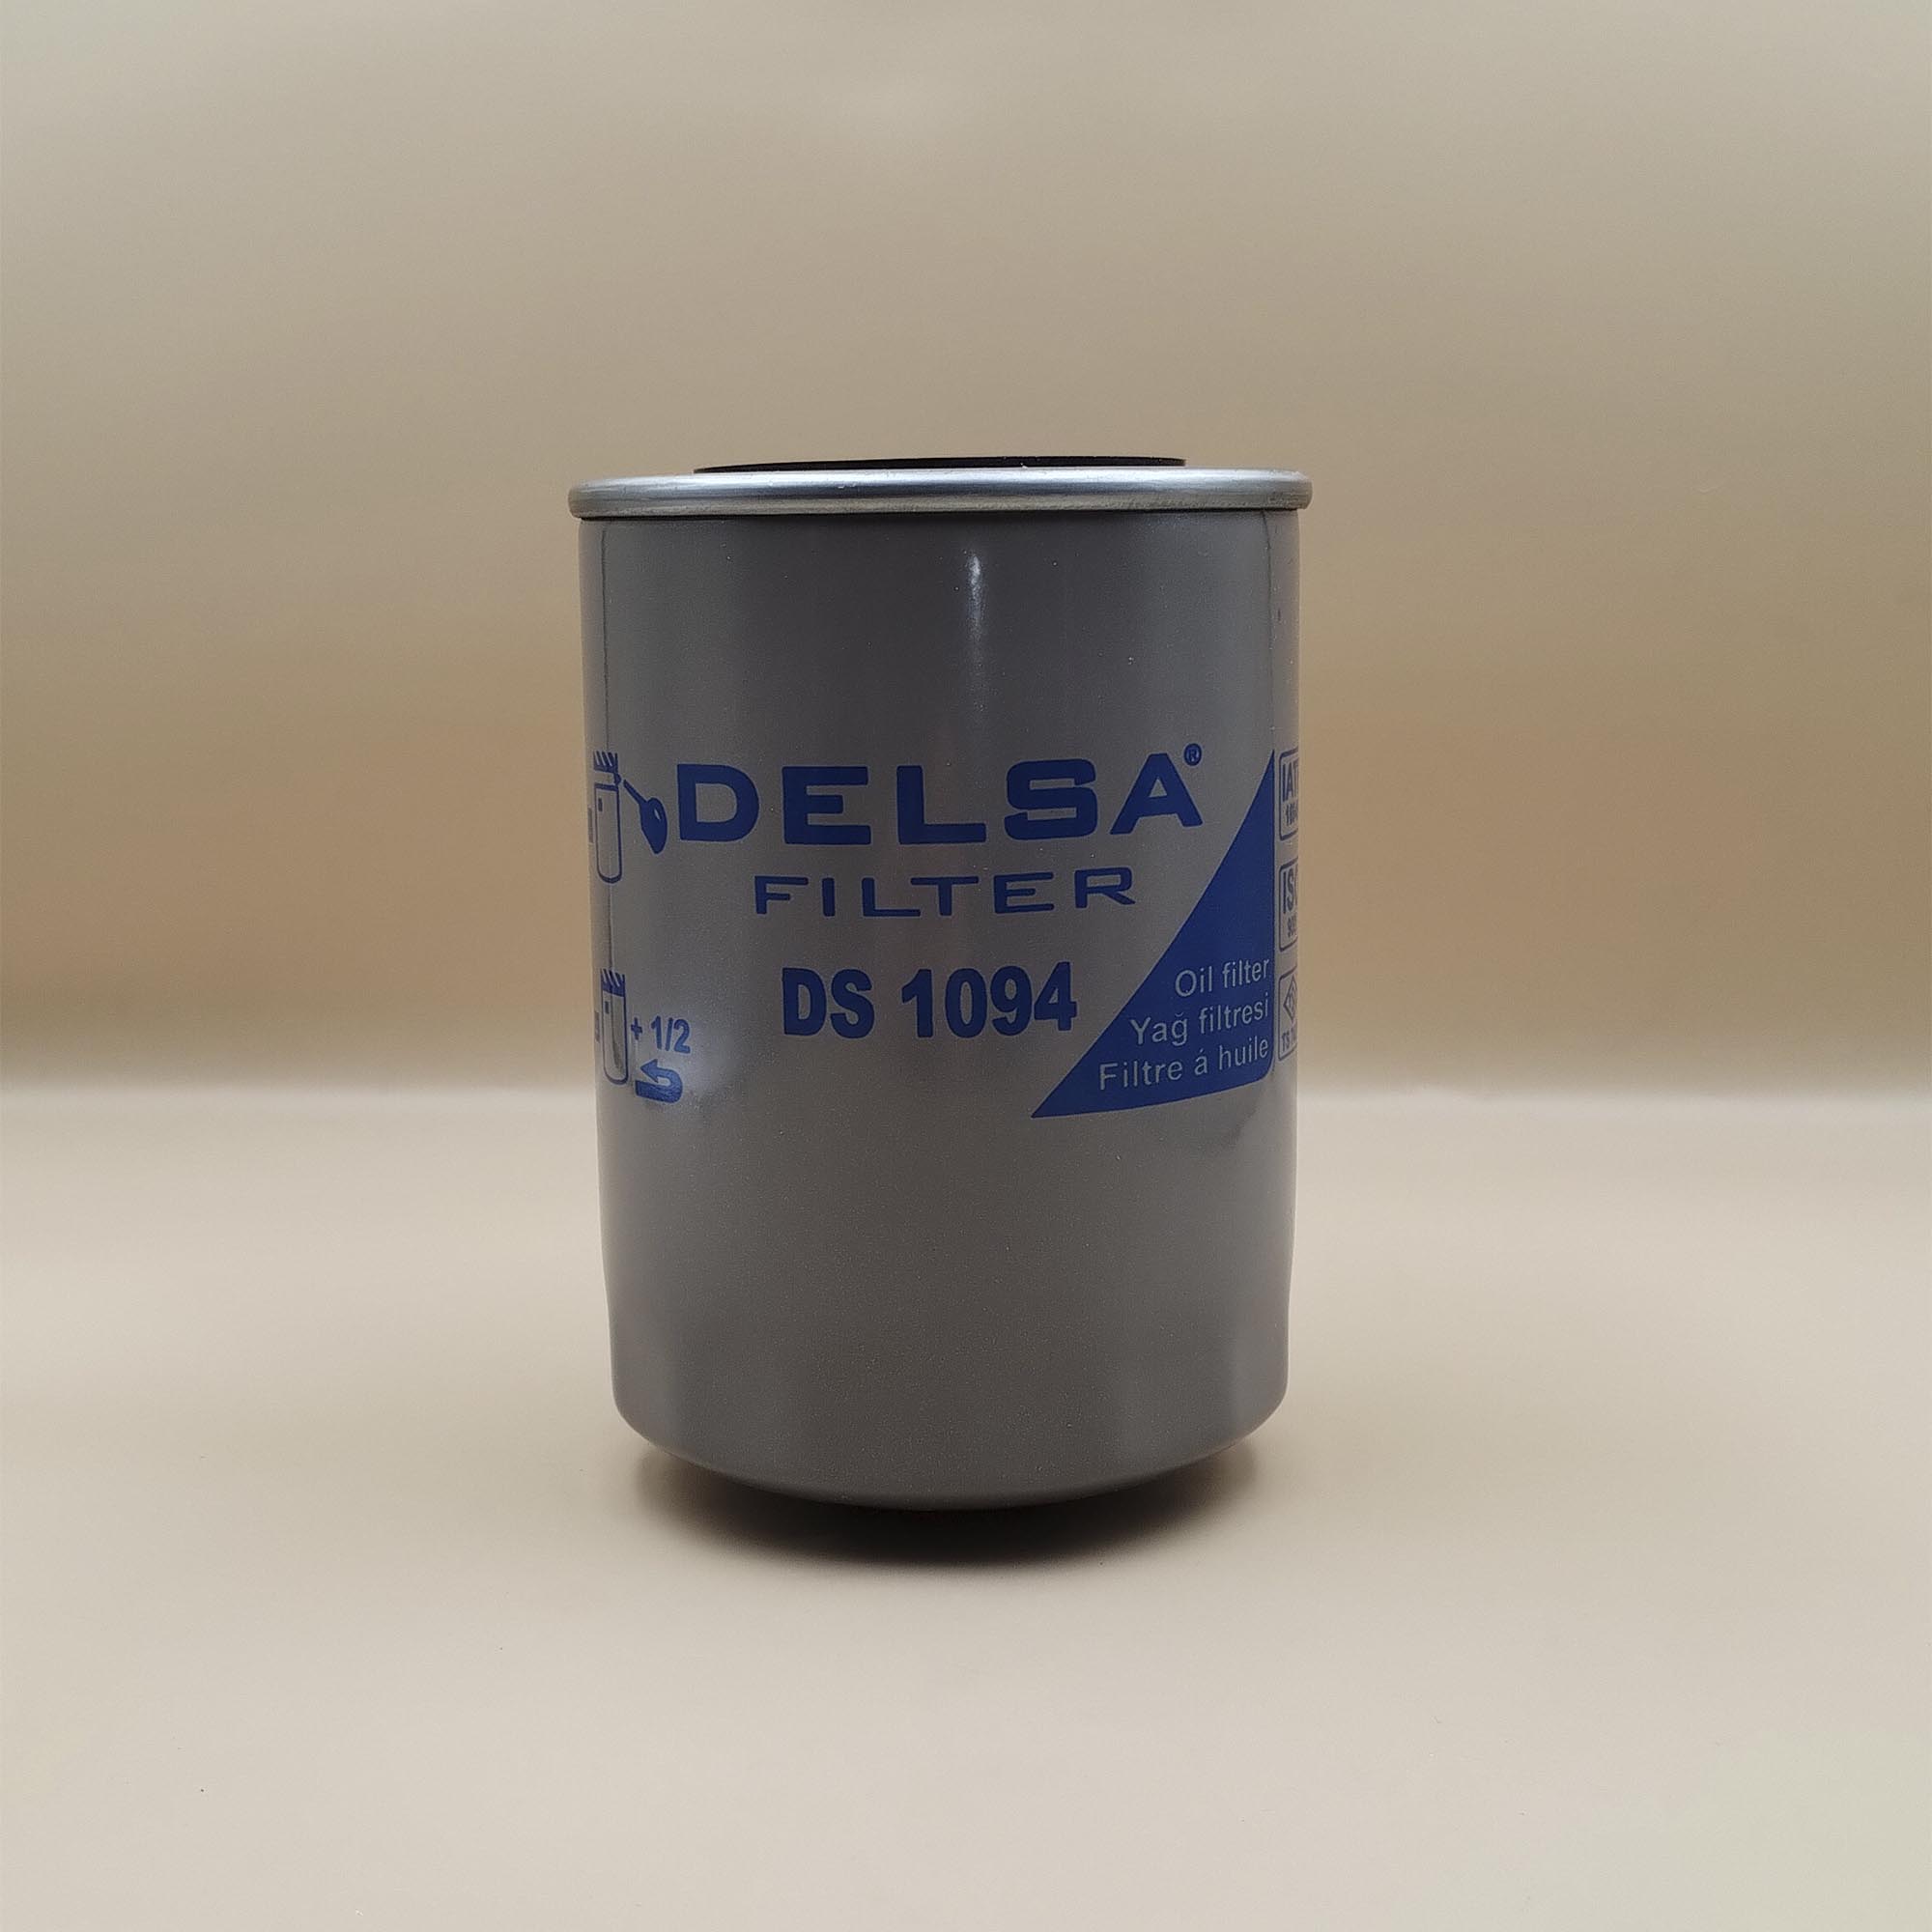 DELSA®
FILTER
DS 1094
Oil filter
Yağ filtresi
Filtre á huile
+ 1/2